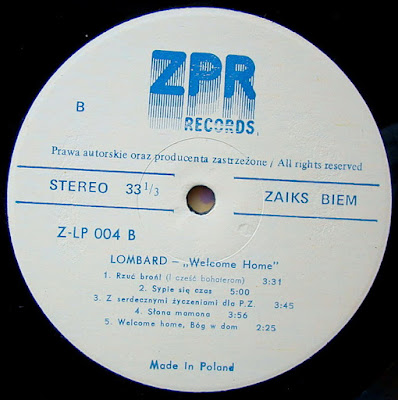 ZPR
RECORDS
B
Prawa autorskie oraz producenta zastrzeżone / All rights reserved
STEREO 33 1/3
ZAIKS BIEM
Z-LP 004 B
LOMBARD – „Welcome Home"
1. Rzuć broń! (I cześć bohaterom) 3:31
2. Sypie się czas 5:00
3. Z serdecznymi życzeniami dla P.Z. 3:45
4. Słona mamona 3:56
5. Welcome home, Bóg w dom 2:25
Made in Poland